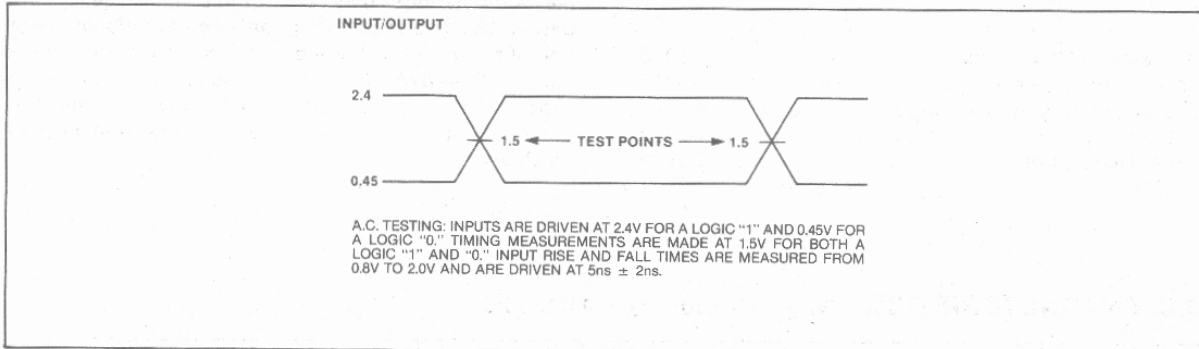 INPUT/OUTPUT
2.4
1.5 TEST POINTS 1.5
0.45
A.C. TESTING: INPUTS ARE DRIVEN AT 2.4V FOR A LOGIC “1” AND 0.45V FOR
A LOGIC “0.” TIMING MEASUREMENTS ARE MADE AT 1.5V FOR BOTH A
LOGIC “1” AND “0.” INPUT RISE AND FALL TIMES ARE MEASURED FROM
0.8V TO 2.0V AND ARE DRIVEN AT 5ns ± 2ns.